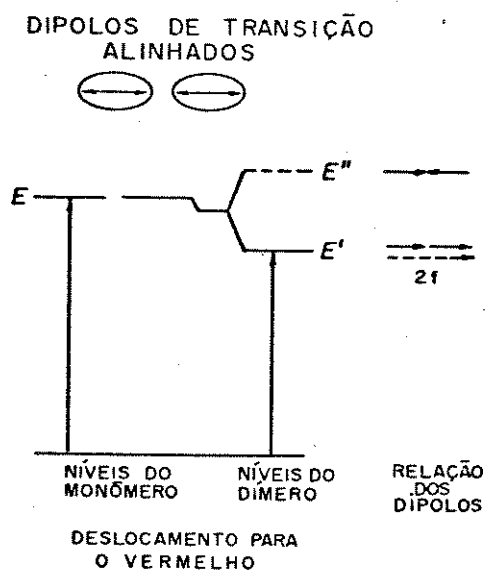 DIPOLOS DE TRANSIÇÃO
ALINHADOS
E"
E
E'
2f
NÍVEIS DO
MONÔMERO
NÍVEIS DO
DÍMERO
RELAÇÃO
DOS
DIPOLOS
DESLOCAMENTO PARA
O VERMELHO